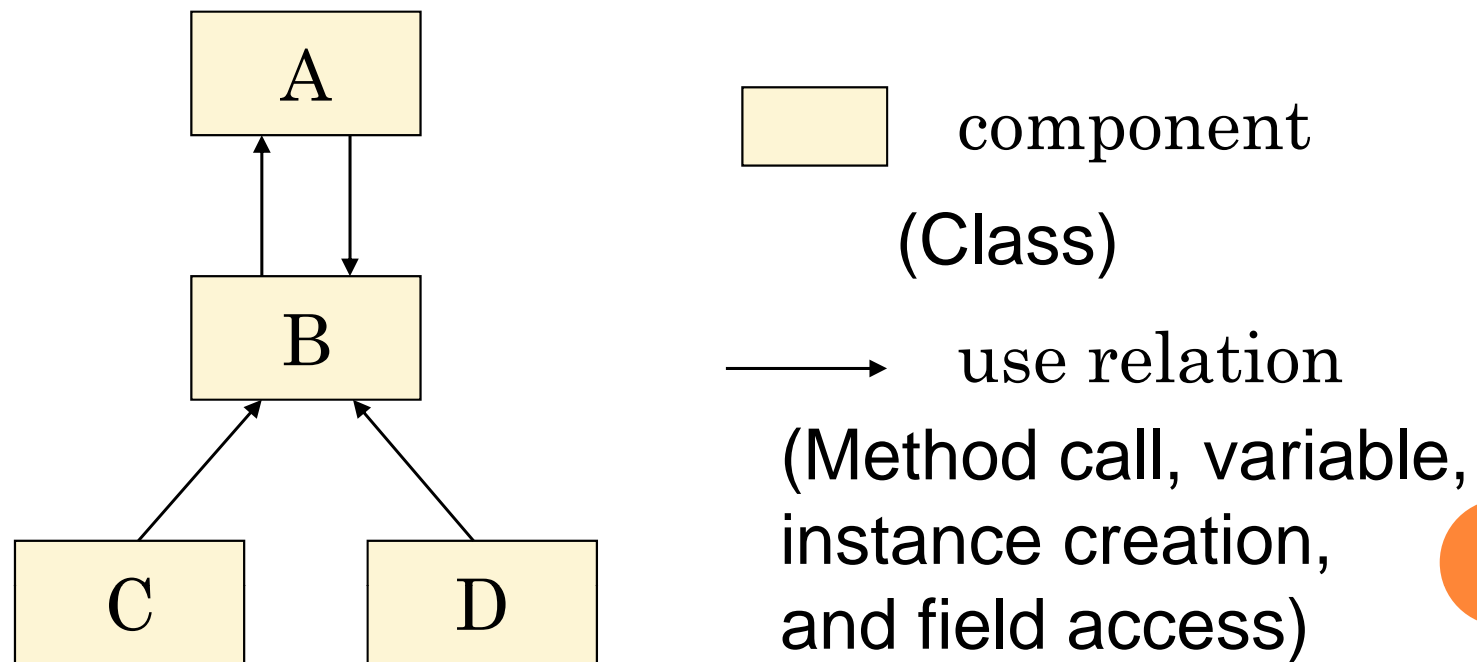 A
B
C
D
component
(Class)
use relation
(Method call, variable,
instance creation,
and field access)